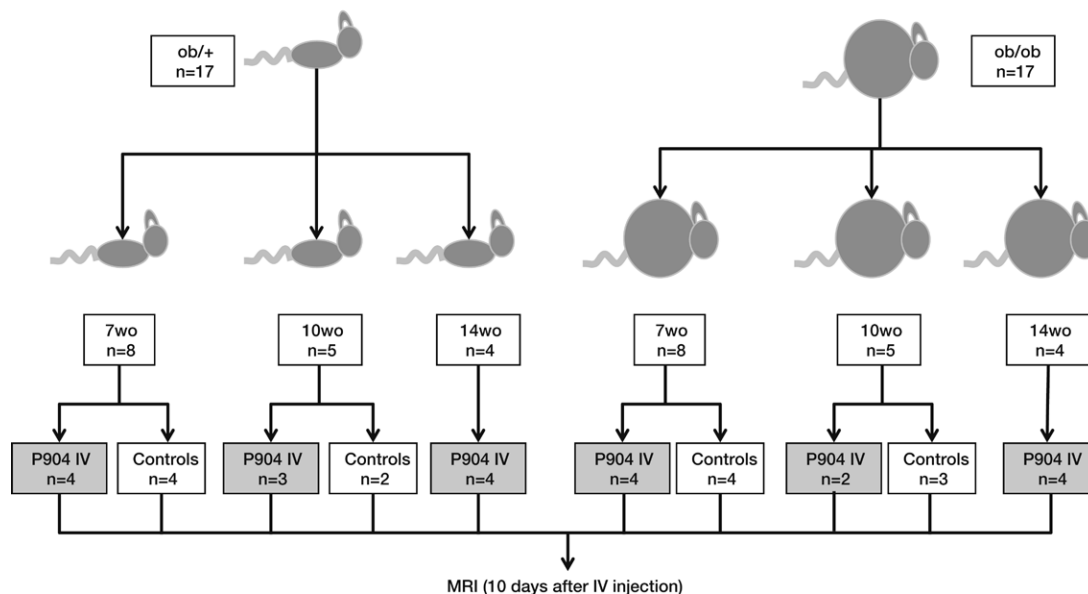 ob/+
n=17
ob/ob
n=17
7wo
n=8
10wo
n=5
14wo
n=4
7wo
n=8
10wo
n=5
14wo
n=4
P904 IV
n=4
Controls
n=4
P904 IV
n=3
Controls
n=2
P904 IV
n=4
P904 IV
n=4
Controls
n=4
P904 IV
n=2
Controls
n=3
P904 IV
n=4
MRI (10 days after IV injection)